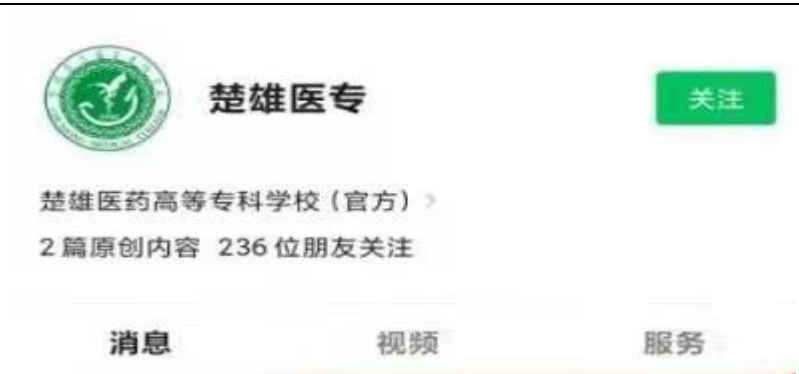 楚雄医专
关注
楚雄医药高等专科学校(官方)
2篇原创内容 236位朋友关注
消息 视频 服务